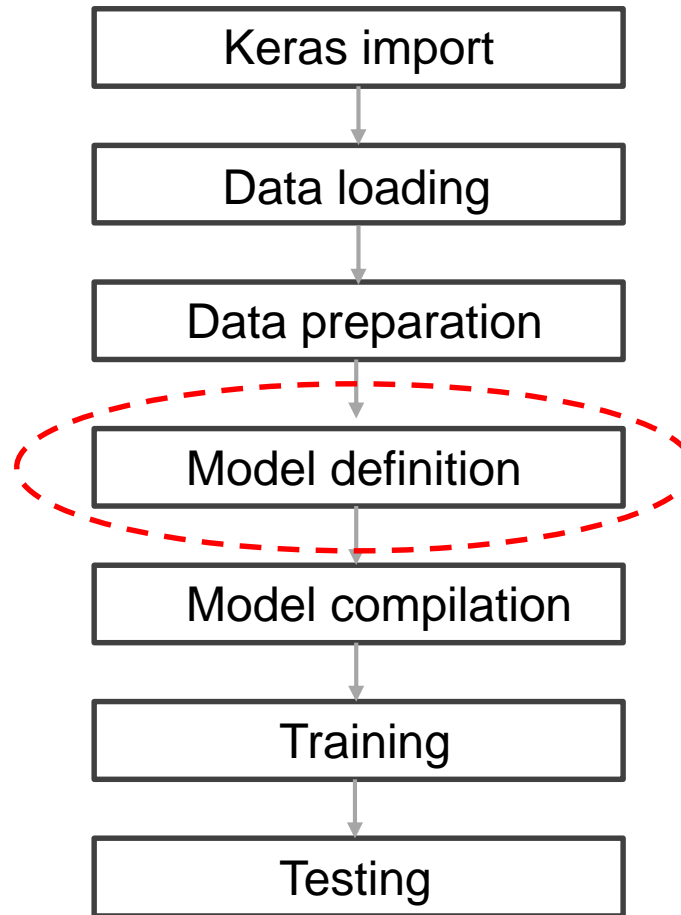 Keras import
Data loading
Data preparation
Model definition
Model compilation
Training
Testing